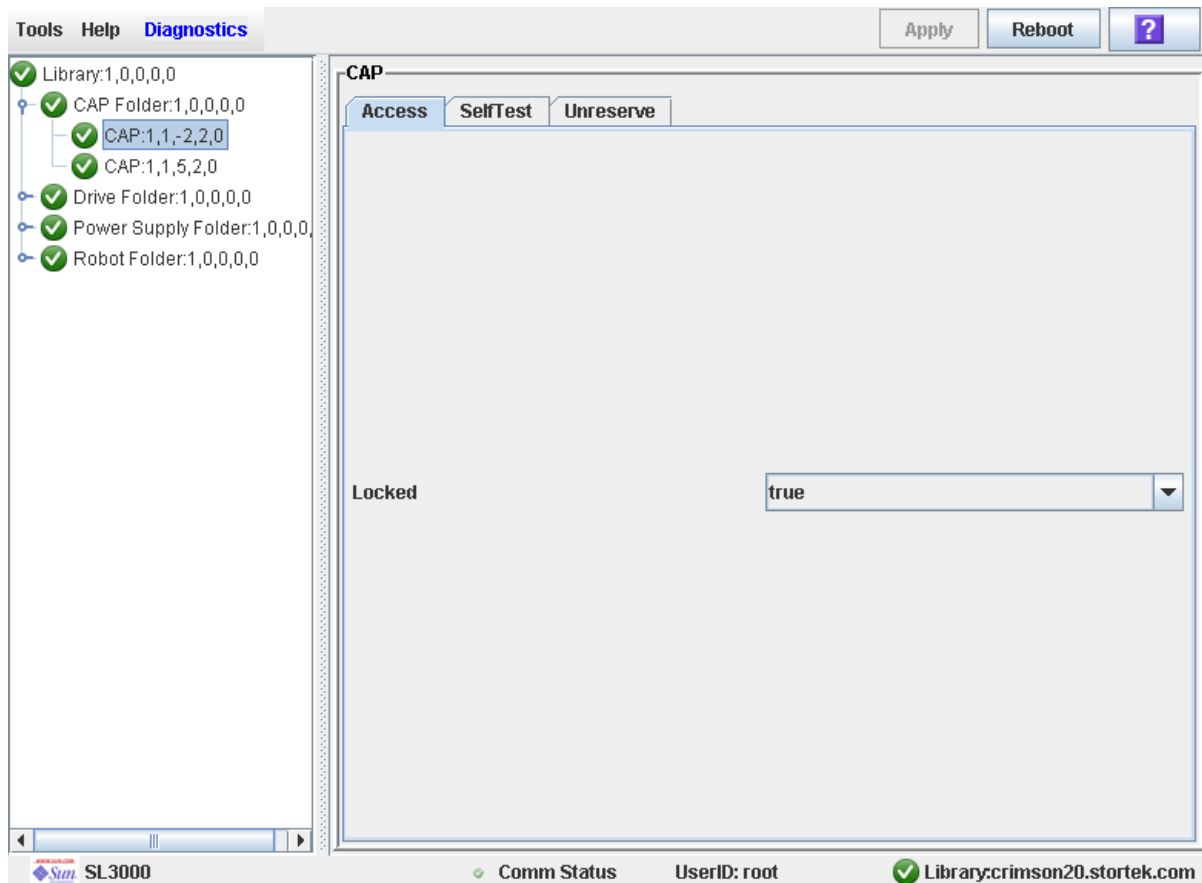 Tools Help Diagnostics
Apply Reboot ?
Library:1,0,0,0,0
CAP Folder:1,0,0,0,0
CAP:1,1,-2,2,0
CAP:1,1,5,2,0
Drive Folder:1,0,0,0,0
Power Supply Folder:1,0,0,0,
Robot Folder:1,0,0,0,0
CAP
Access SelfTest Unreserve
Locked true
Sun SL3000 Comm Status UserID: root Library:crimson20.stortek.com